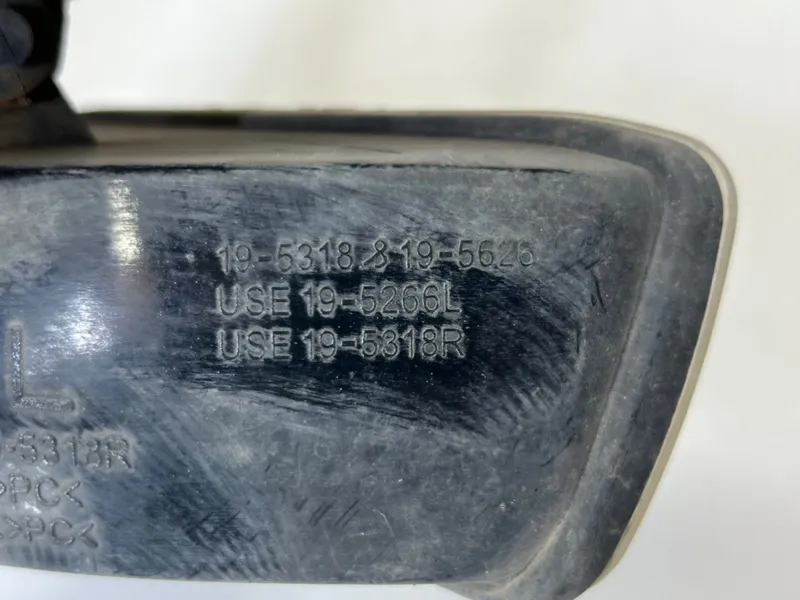 19-5318 & 19-5626
USE 19-5266L
USE 19-5318R
L
-5318R
>PC<
>PC<